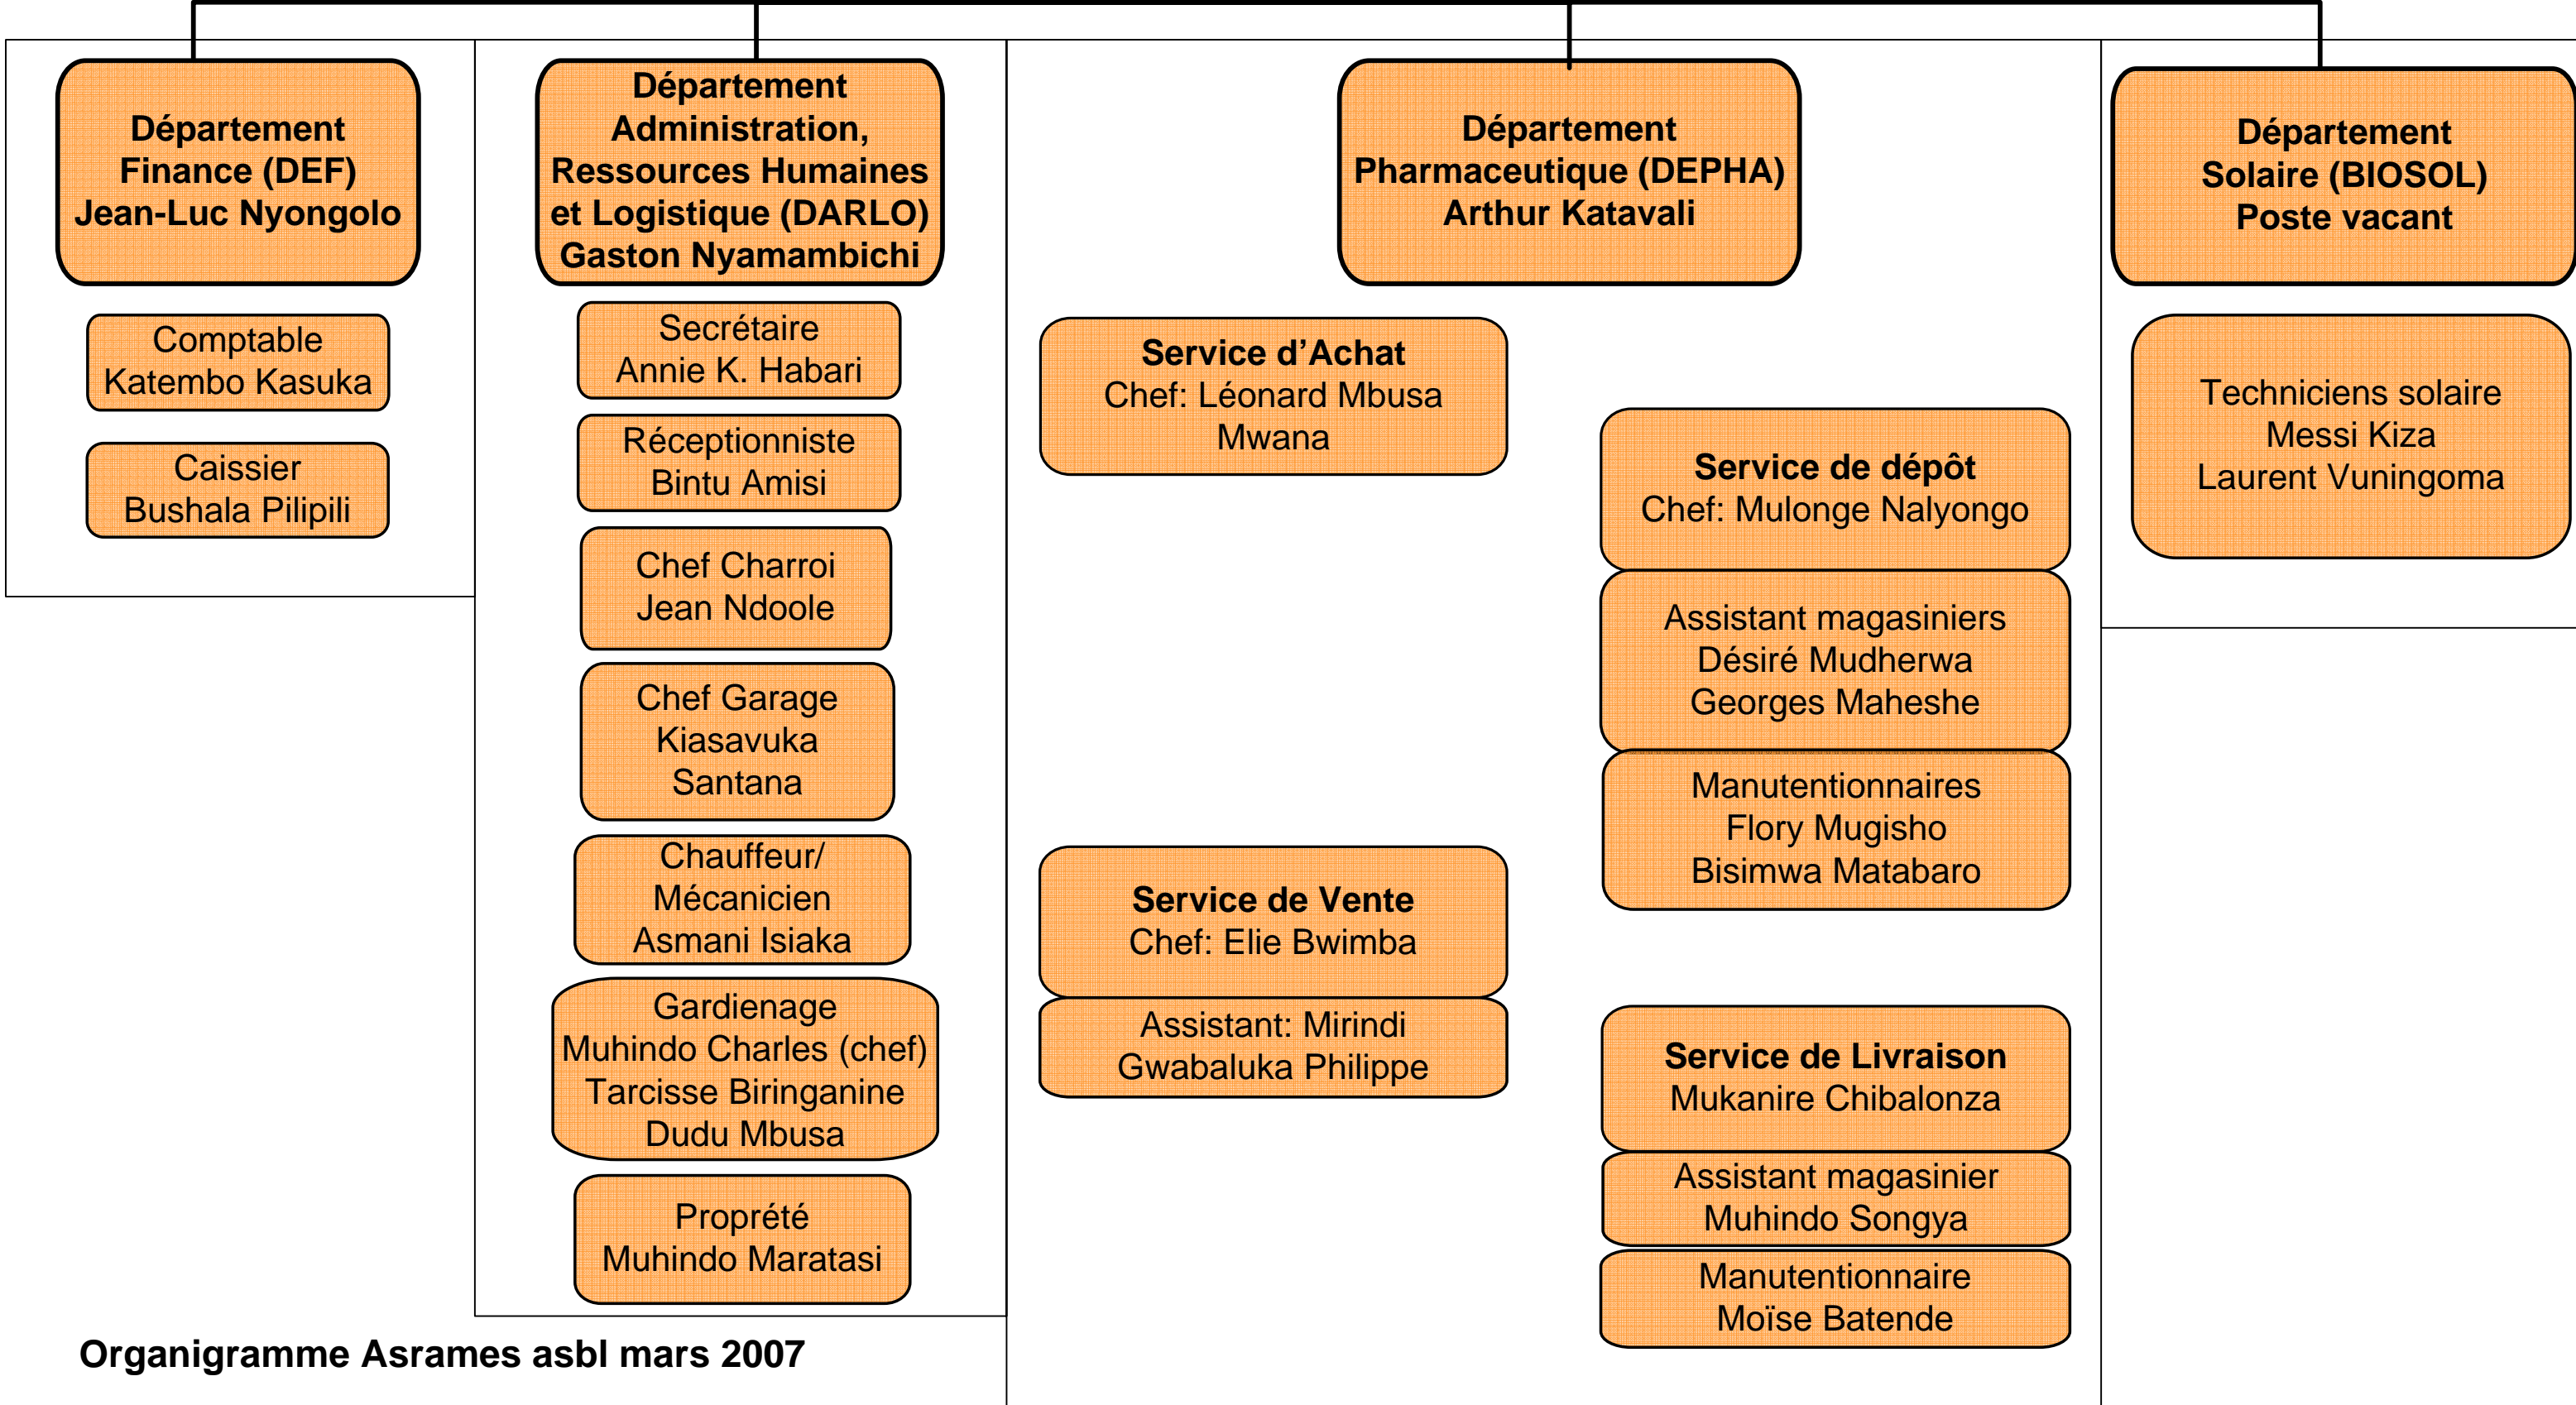 Département
Finance (DEF)
Jean-Luc Nyongolo
Comptable
Katembo Kasuka
Caissier
Bushala Pilipili
Département
Administration,
Ressources Humaines
et Logistique (DARLO)
Gaston Nyamambichi
Secrétaire
Annie K. Habari
Réceptionniste
Bintu Amisi
Chef Charroi
Jean Ndoole
Chef Garage
Kiasavuka
Santana
Chauffeur/
Mécanicien
Asmani Isiaka
Gardienage
Muhindo Charles (chef)
Tarcisse Biringanine
Dudu Mbusa
Proprété
Muhindo Maratasi
Département
Pharmaceutique (DEPHA)
Arthur Katavali
Service d’Achat
Chef: Léonard Mbusa
Mwana
Service de Vente
Chef: Elie Bwimba
Assistant: Mirindi
Gwabaluka Philippe
Service de dépôt
Chef: Mulonge Nalyongo
Assistant magasiniers
Désiré Mudherwa
Georges Maheshe
Manutentionnaires
Flory Mugisho
Bisimwa Matabaro
Service de Livraison
Mukanire Chibalonza
Assistant magasinier
Muhindo Songya
Manutentionnaire
Moïse Batende
Département
Solaire (BIOSOL)
Poste vacant
Techniciens solaire
Messi Kiza
Laurent Vuningoma
Organigramme Asrames asbl mars 2007